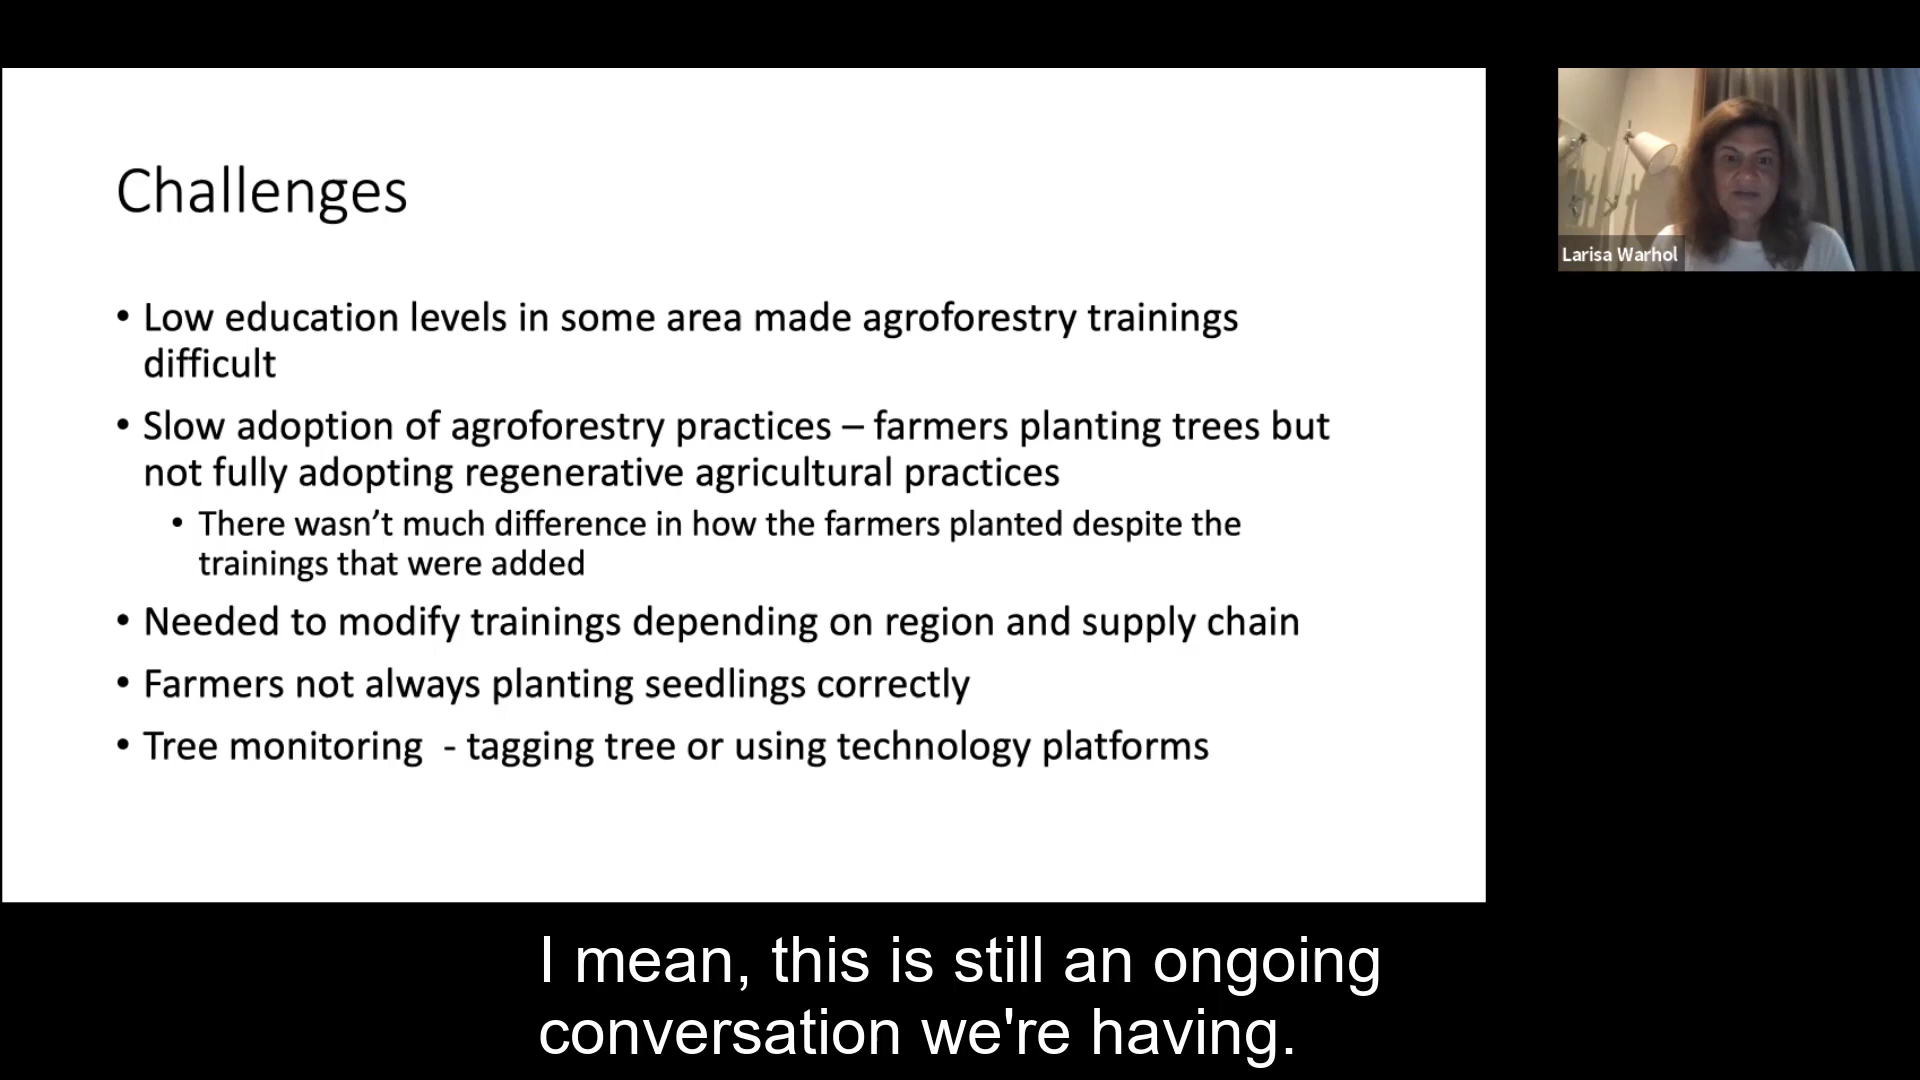 Challenges
• Low education levels in some area made agroforestry trainings
difficult
• Slow adoption of agroforestry practices – farmers planting trees but
not fully adopting regenerative agricultural practices
• There wasn’t much difference in how the farmers planted despite the
trainings that were added
• Needed to modify trainings depending on region and supply chain
• Farmers not always planting seedlings correctly
• Tree monitoring  - tagging tree or using technology platforms
Larisa Warhol
I mean, this is still an ongoing
conversation we're having.